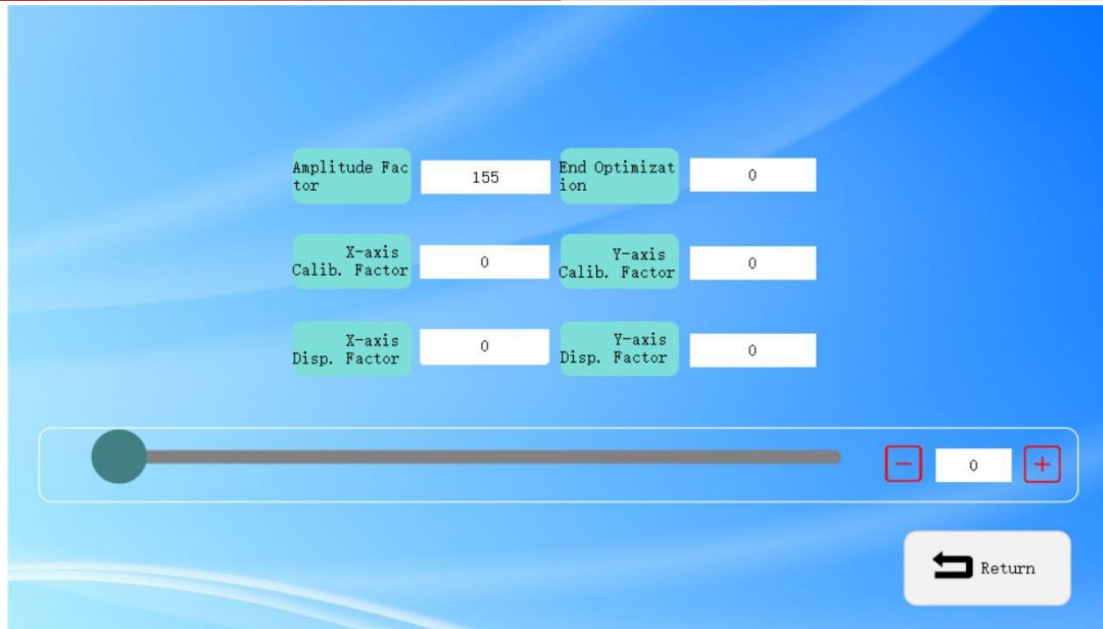 Amplitude Fac
tor
155
End Optimizat
ion
0
X-axis
Calib. Factor
0
Y-axis
Calib. Factor
0
X-axis
Disp. Factor
0
Y-axis
Disp. Factor
0
0
Return